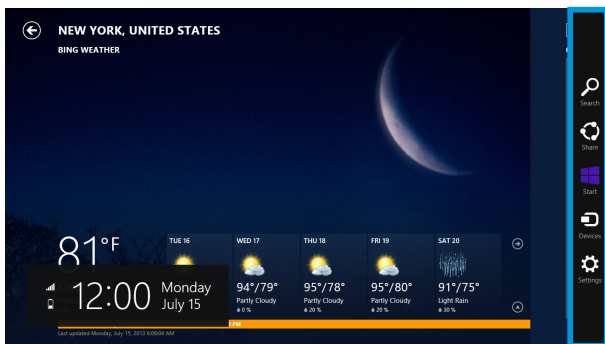 NEW YORK, UNITED STATES
BING WEATHER
81°F
TUE 16
WED 17
94°/79°
Partly Cloudy
0 %
THU 18
95°/78°
Partly Cloudy
20 %
FRI 19
95°/80°
Partly Cloudy
20 %
SAT 20
91°/75°
Light Rain
30 %
12:00
Monday
July 15
PM
Last updated Monday, July 15, 2013 6:06:04 AM
Search
Share
Start
Devices
Settings